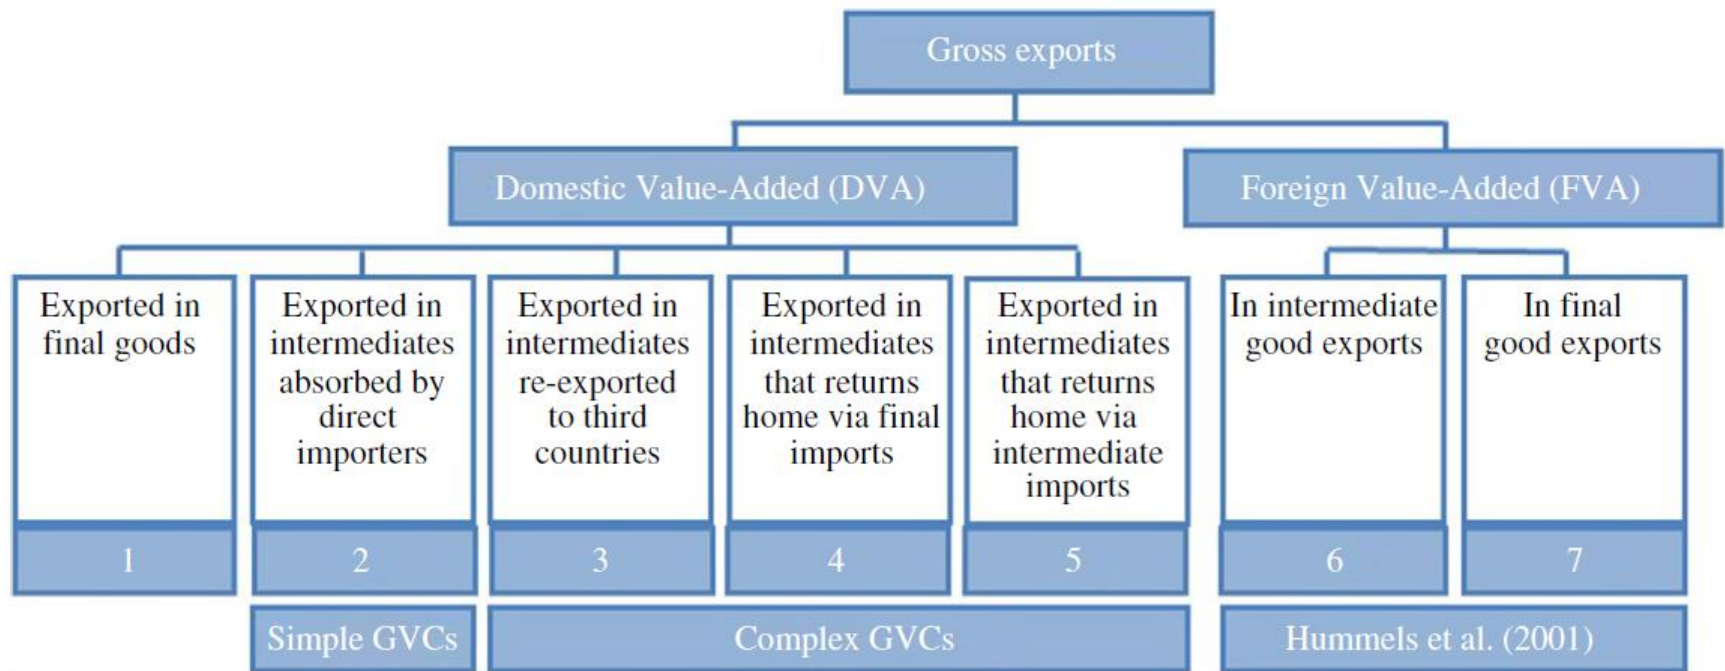 Gross exports
Domestic Value-Added (DVA)
Foreign Value-Added (FVA)
Exported in
final goods
Exported in
intermediates
absorbed by
direct
importers
Exported in
intermediates
re-exported
to third
countries
Exported in
intermediates
that returns
home via final
imports
Exported in
intermediates
that returns
home via
intermediate
imports
In intermediate
good exports
In final
good exports
1
2
3
4
5
6
7
Simple GVCs
Complex GVCs
Hummels et al. (2001)